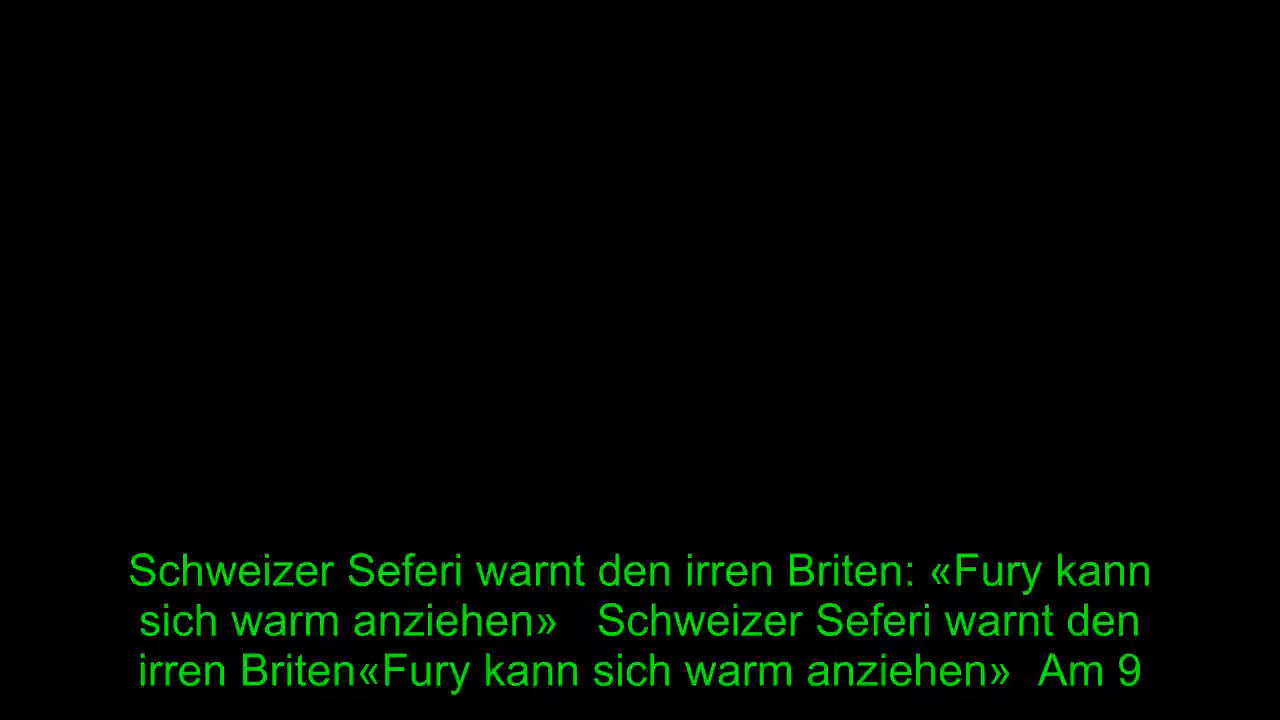 Schweizer Seferi warnt den irren Briten: «Fury kann
sich warm anziehen»   Schweizer Seferi warnt den
irren Briten«Fury kann sich warm anziehen»  Am 9